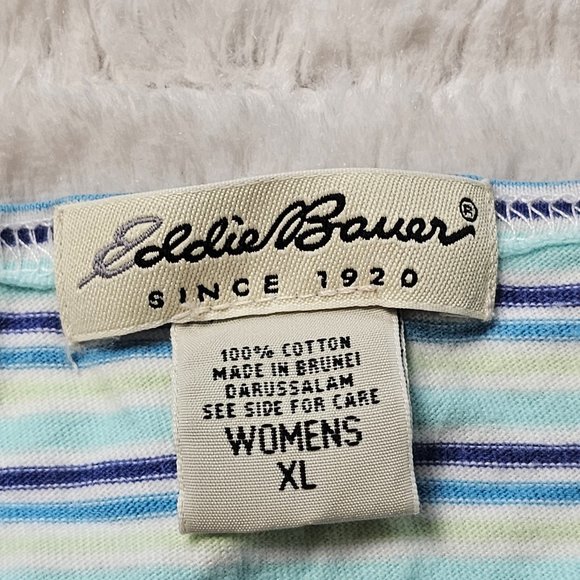 Eddie Bauer®
SINCE 1920
100% COTTON
MADE IN BRUNEI
DARUSSALAM
SEE SIDE FOR CARE
WOMENS
XL